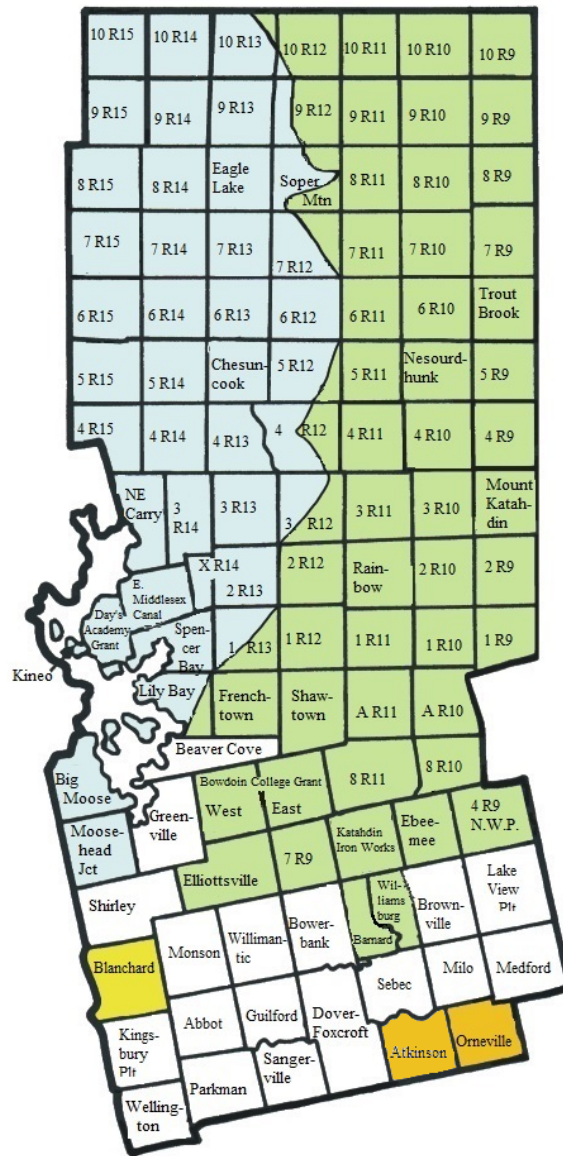 10 R15 10 R14 10 R13 10 R12 10 R11 10 R10 10 R9
9 R15 9 R14 9 R13 9 R12 9 R11 9 R10 9 R9
8 R15 8 R14 Eagle Lake Soper Mtn 8 R11 8 R10 8 R9
7 R15 7 R14 7 R13 7 R12 7 R11 7 R10 7 R9
6 R15 6 R14 6 R13 6 R12 6 R11 6 R10 Trout Brook
5 R15 5 R14 Chesun-cook 5 R12 5 R11 Nesourd-hunk 5 R9
4 R15 4 R14 4 R13 4 R12 4 R11 4 R10 4 R9
NE Carry 3 R14 3 R13 3 R12 3 R11 3 R10 Mount Katah-din
X R14 2 R13 2 R12 Rain-bow 2 R10 2 R9
E. Middlesex Canal
Day's Academy Grant
Spen-cer Bay 1 R13 1 R12 1 R11 1 R10 1 R9
Kineo
Lily Bay French-town Shaw-town A R11 A R10
Beaver Cove
Big Moose
Green-ville
Bowdoin College Grant
West East 8 R11 8 R10
Moose-head Jct
Elliottsville 7 R9 Katahdin Iron Works Ebee-mee 4 R9 N.W.P.
Shirley
Monson Williman-tic Bower-bank Barnard Wil-liams burg Brown-ville Lake View Plt
Blanchard
Abbot Guilford Dover-Foxcroft Sebec Milo Medford
Kings-bury Plt
Parkman Sanger-ville Atkinson Orneville
Welling-ton